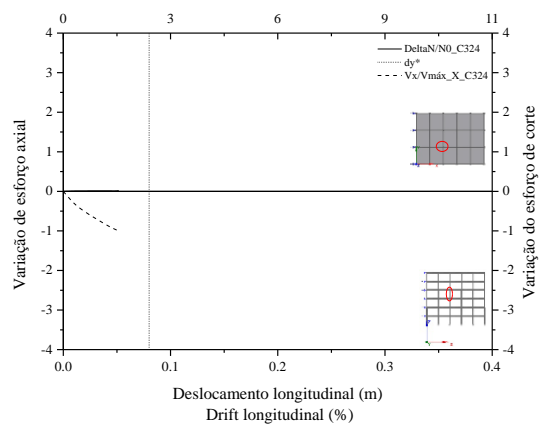 0 3 6 8 11
4 4
DeltaN/N0_C324
dy*
Vx/Vmáx_X_C324
3 3
2 2
1 1
0 0
-1 -1
-2 -2
-3 -3
-4 -4
Variação de esforço axial
Variação do esforço de corte
0.0 0.1 0.2 0.3 0.4
Deslocamento longitudinal (m)
Drift longitudinal (%)